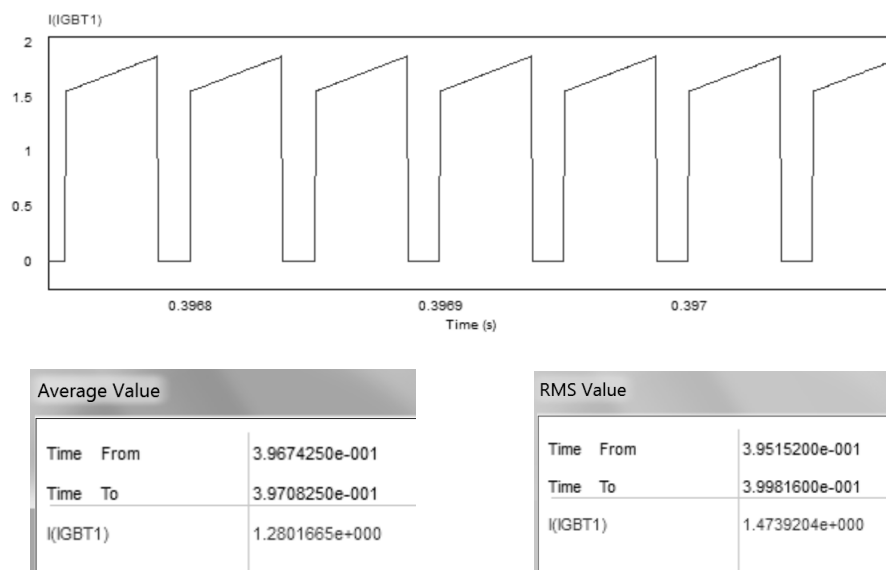 I(IGBT1)
2
1.5
1
0.5
0
0.3968 0.3969 0.397
Time (s)
Average Value
Time From 3.9674250e-001
Time To 3.9708250e-001
I(IGBT1) 1.2801665e+000
RMS Value
Time From 3.9515200e-001
Time To 3.9981600e-001
I(IGBT1) 1.4739204e+000